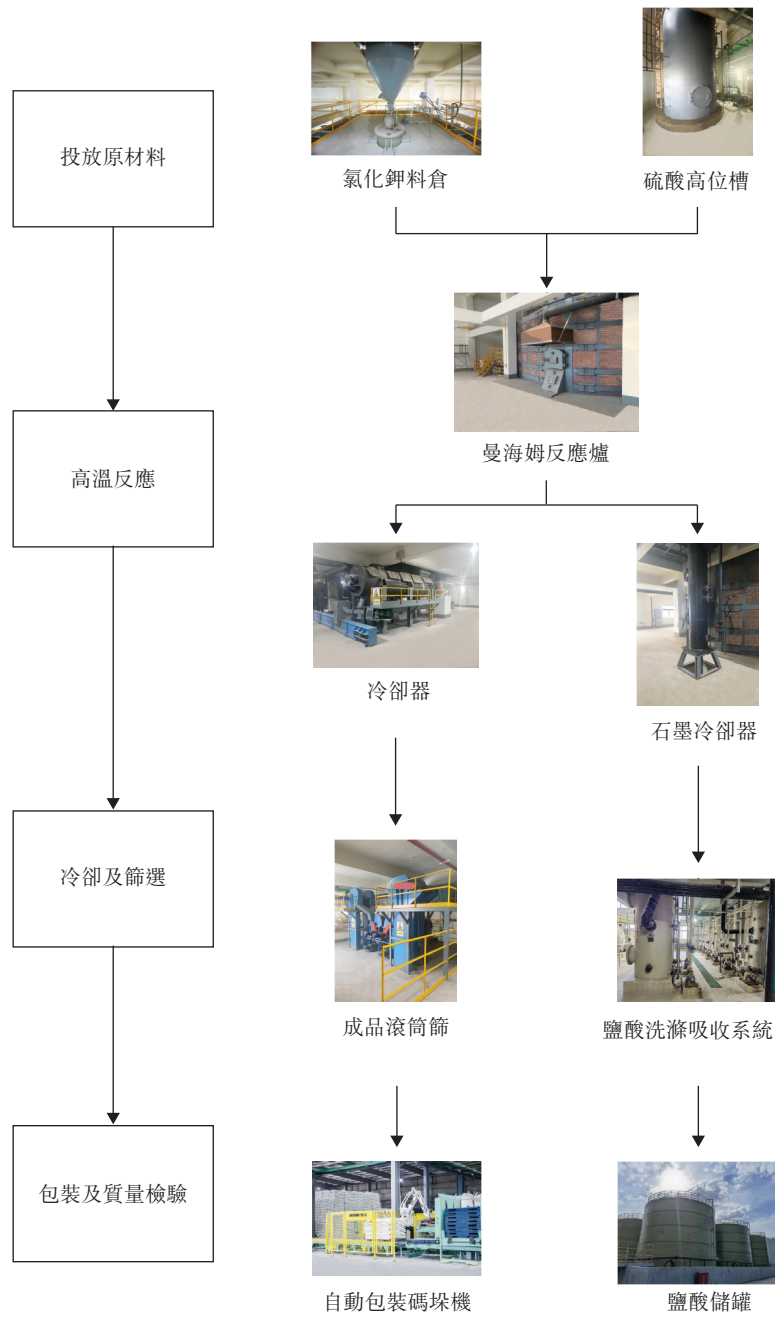 投放原材料
氯化鉀料倉
硫酸高位槽
曼海姆反應爐
高溫反應
冷卻器
石墨冷卻器
冷卻及篩選
成品滾筒篩
鹽酸洗滌吸收系統
包裝及質量檢驗
自動包裝碼垛機
鹽酸儲罐